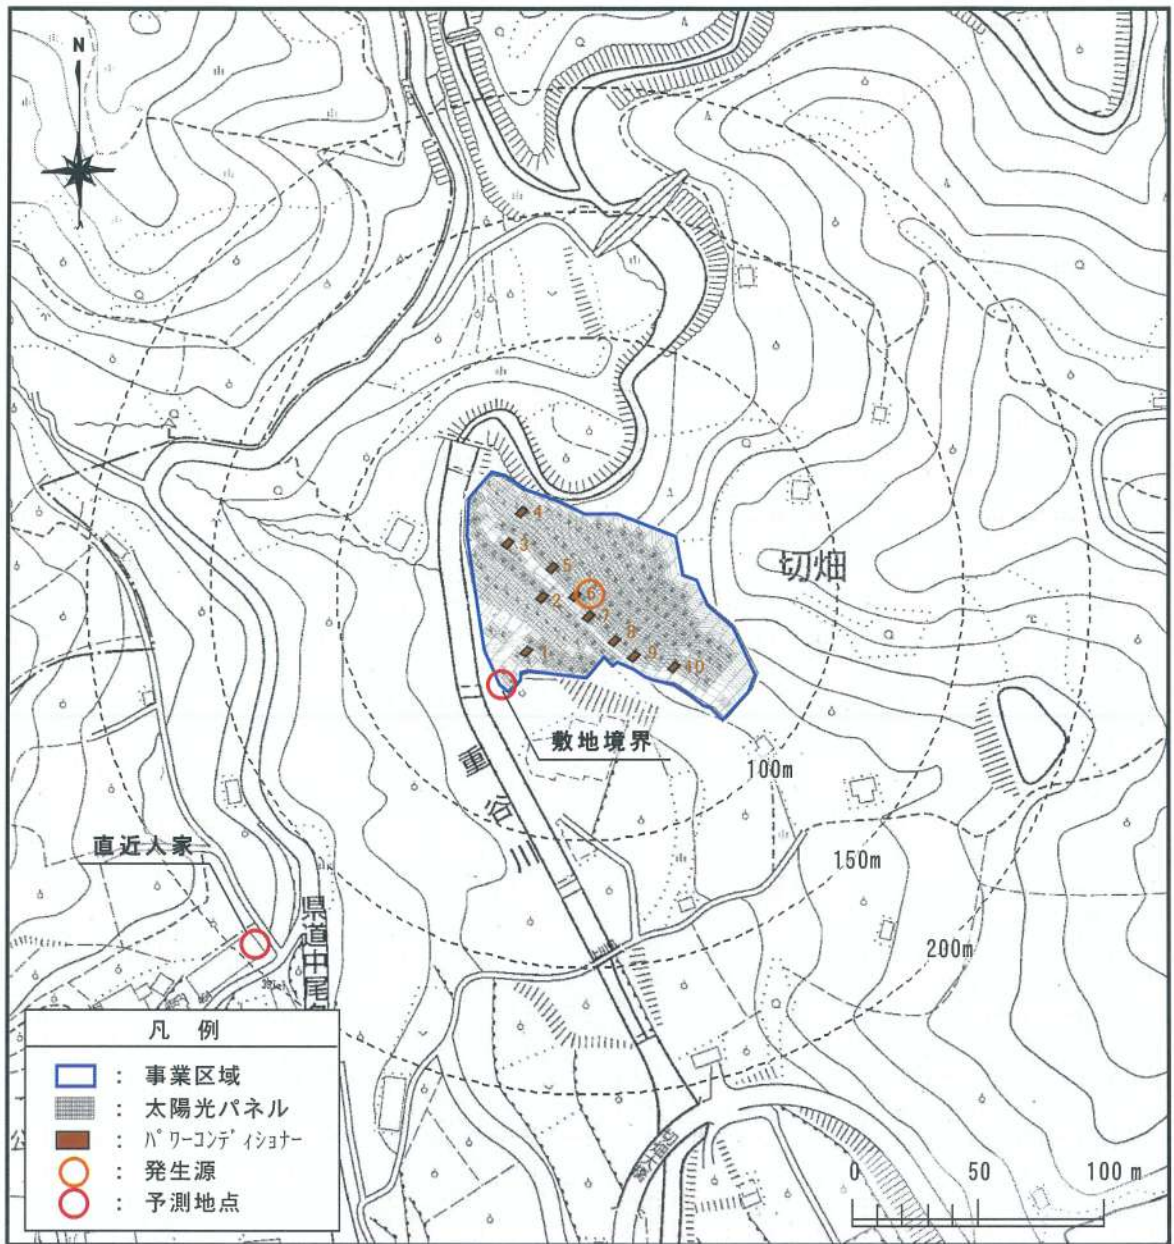 N
4
3
5
2
6
7
8
1
9
10
切畑
敷地境界
重谷川
100m
150m
200m
直近人家
県道中尾
凡 例
: 事業区域
: 太陽光パネル
: パワーコンディショナー
: 発生源
: 予測地点
公
0 50 100 m